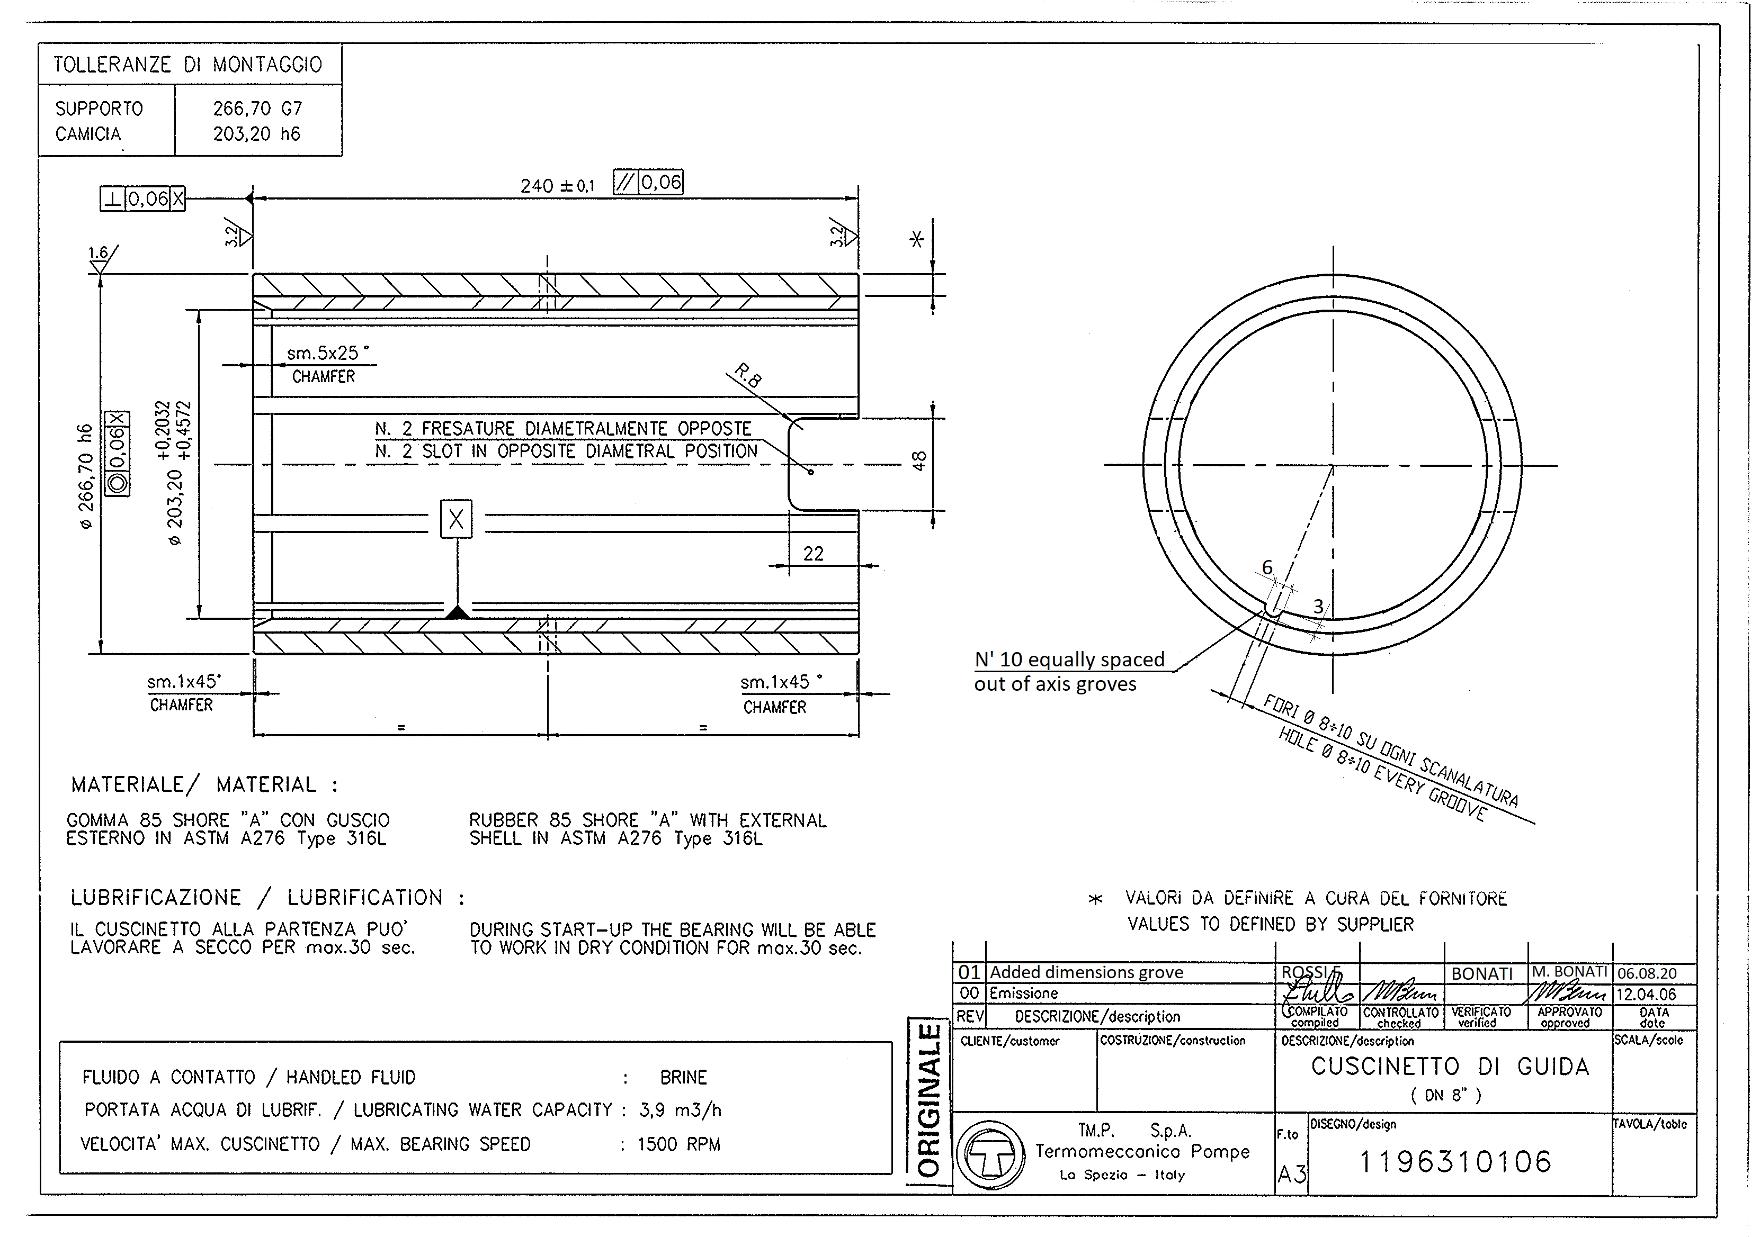 TOLLERANZE DI MONTAGGIO
SUPPORTO 266,70 G7
CAMICIA 203,20 h6
⊥ 0,06 X
240 ±0,1 // 0,06
3.2
3.2
*
1.6
sm.5x25°
CHAMFER
R.8
N. 2 FRESATURE DIAMETRALMENTE OPPOSTE
N. 2 SLOT IN OPPOSITE DIAMETRAL POSITION
ø 266,70 h6
◎ 0,06 X
ø 203,20 +0,2032 +0,4572
48
X
22
sm.1x45°
CHAMFER
sm.1x45°
CHAMFER
=
=
6
3
N' 10 equally spaced
out of axis groves
FORI Ø 8÷10 SU OGNI SCANALATURA
HOLE Ø 8÷10 EVERY GROOVE
MATERIALE/ MATERIAL :
GOMMA 85 SHORE "A" CON GUSCIO
ESTERNO IN ASTM A276 Type 316L
RUBBER 85 SHORE "A" WITH EXTERNAL
SHELL IN ASTM A276 Type 316L
LUBRIFICAZIONE / LUBRIFICATION :
IL CUSCINETTO ALLA PARTENZA PUO'
LAVORARE A SECCO PER max.30 sec.
DURING START-UP THE BEARING WILL BE ABLE
TO WORK IN DRY CONDITION FOR max.30 sec.
* VALORI DA DEFINIRE A CURA DEL FORNITORE
VALUES TO DEFINED BY SUPPLIER
FLUIDO A CONTATTO / HANDLED FLUID : BRINE
PORTATA ACQUA DI LUBRIF. / LUBRICATING WATER CAPACITY : 3,9 m3/h
VELOCITA' MAX. CUSCINETTO / MAX. BEARING SPEED : 1500 RPM
ORIGINALE
01 Added dimensions grove ROSSI F BONATI M. BONATI 06.08.20
00 Emissione 12.04.06
REV DESCRIZIONE/description COMPILATO compiled CONTROLLATO checked VERIFICATO verified APPROVATO approved DATA date
CLIENTE/customer COSTRUZIONE/construction DESCRIZIONE/description SCALA/scale
CUSCINETTO DI GUIDA
( DN 8" )
T.M.P. S.p.A.
Termomeccanica Pompe
La Spezia - Italy
F.to
A3
DISEGNO/design
1196310106
TAVOLA/table